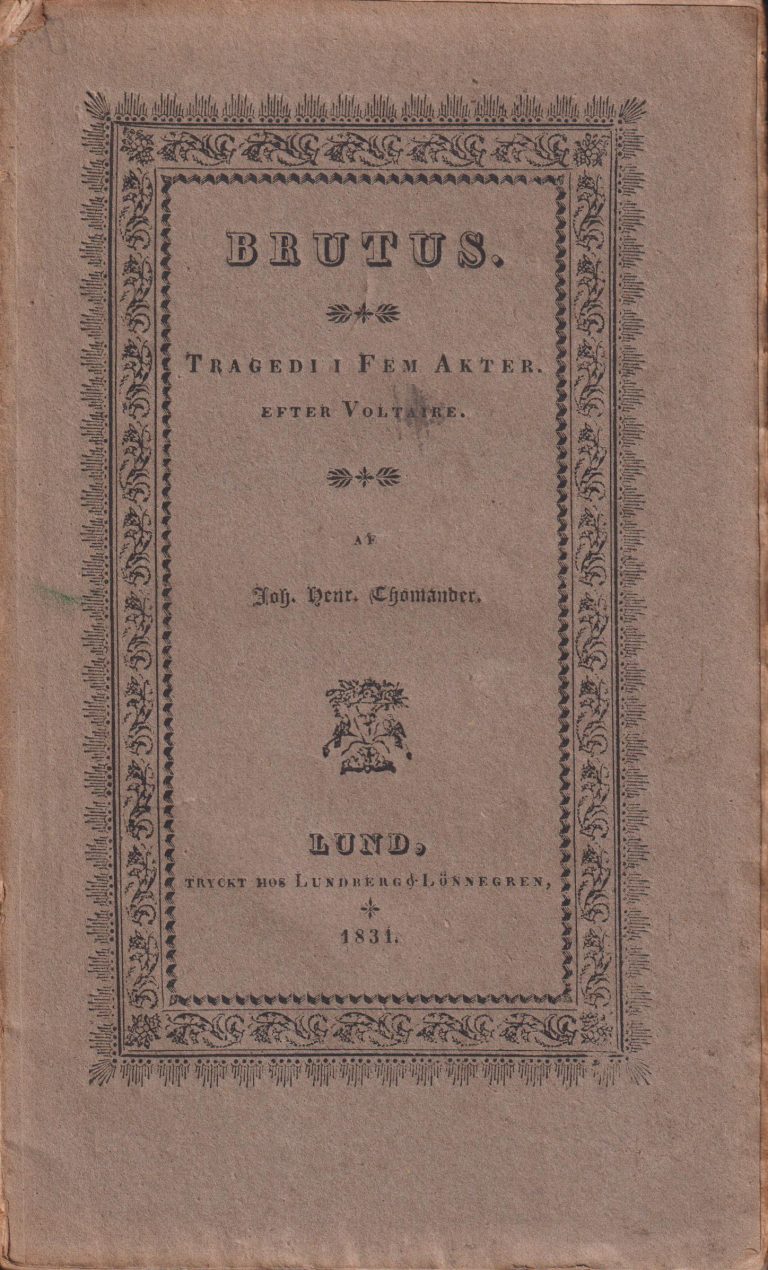 BRUTUS.
TRAGEDI I FEM AKTER.
EFTER VOLTAIRE.
AF
Joh. Henr. Thomander.
LUND,
TRYCKT HOS LUNDBERG & LÖNNEGREN,
1831.